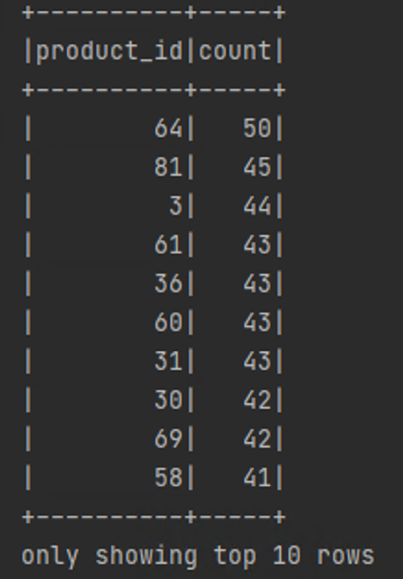 +----------+-----+
|product_id|count|
+----------+-----+
|        64|   50|
|        81|   45|
|         3|   44|
|        61|   43|
|        36|   43|
|        60|   43|
|        31|   43|
|        30|   42|
|        69|   42|
|        58|   41|
+----------+-----+
only showing top 10 rows